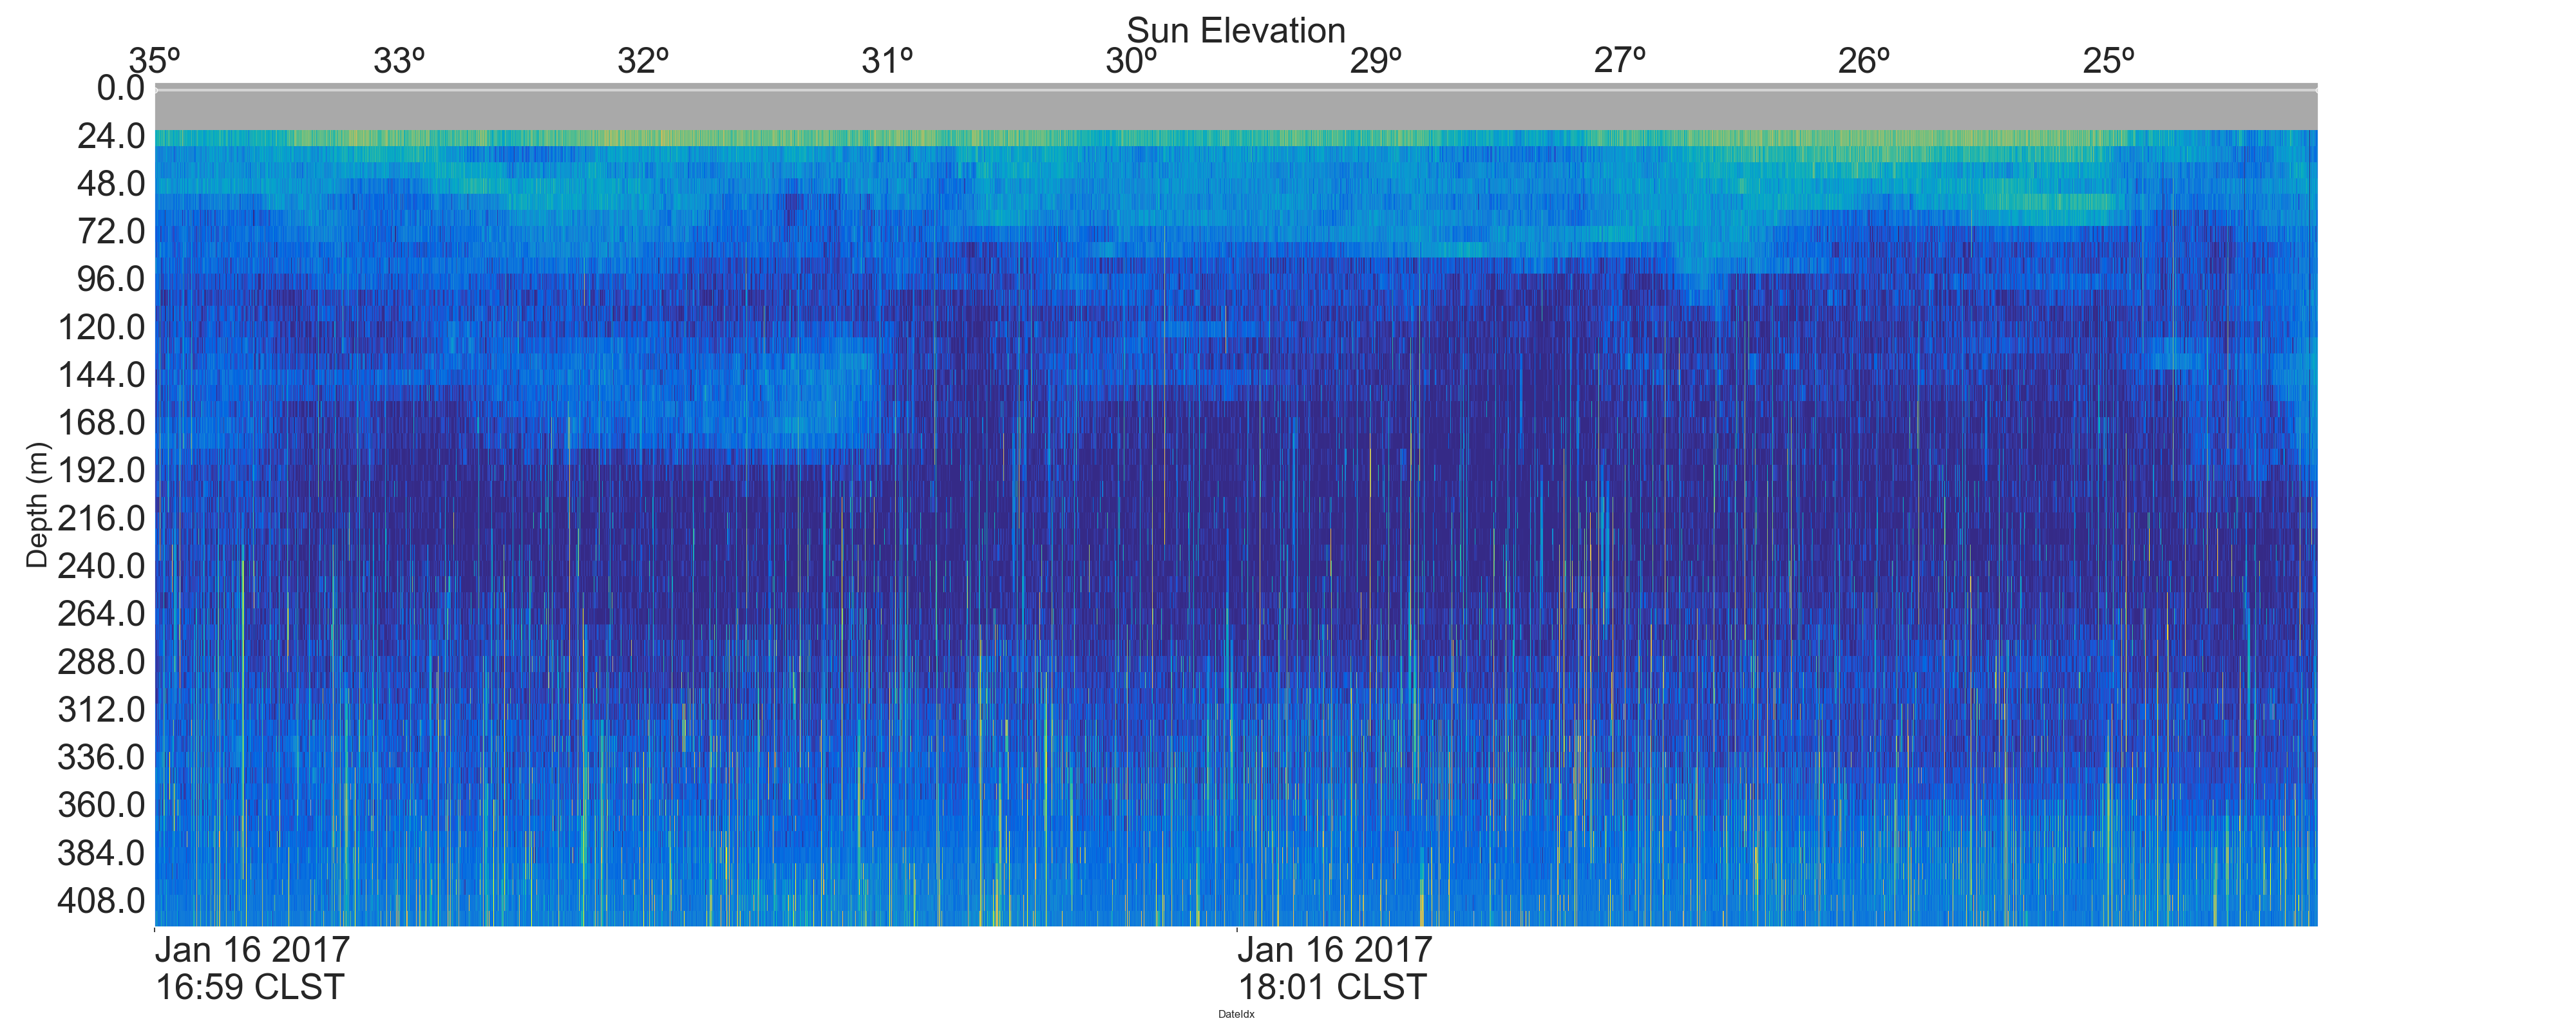 Sun Elevation
35º 33º 32º 31º 30º 29º 27º 26º 25º
0.0
24.0
48.0
72.0
96.0
120.0
144.0
168.0
192.0
216.0
240.0
264.0
288.0
312.0
336.0
360.0
384.0
408.0
Depth (m)
Jan 16 2017
16:59 CLST
Jan 16 2017
18:01 CLST
DateIdx